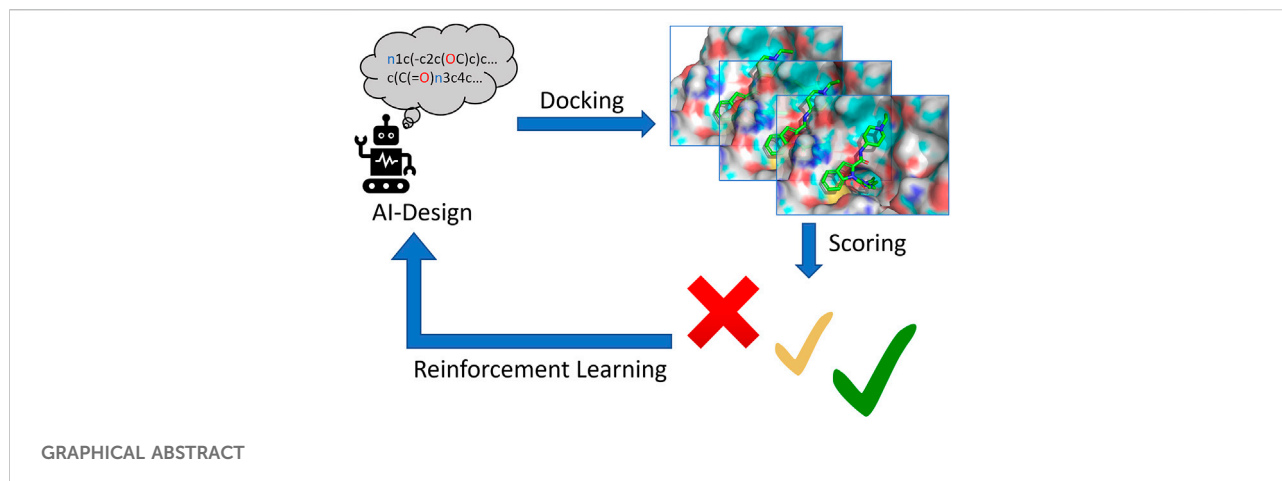 n1c(-c2c(OC)c)c...
c(C(=O)n3c4c...
Docking
AI-Design
Scoring
Reinforcement Learning
GRAPHICAL ABSTRACT